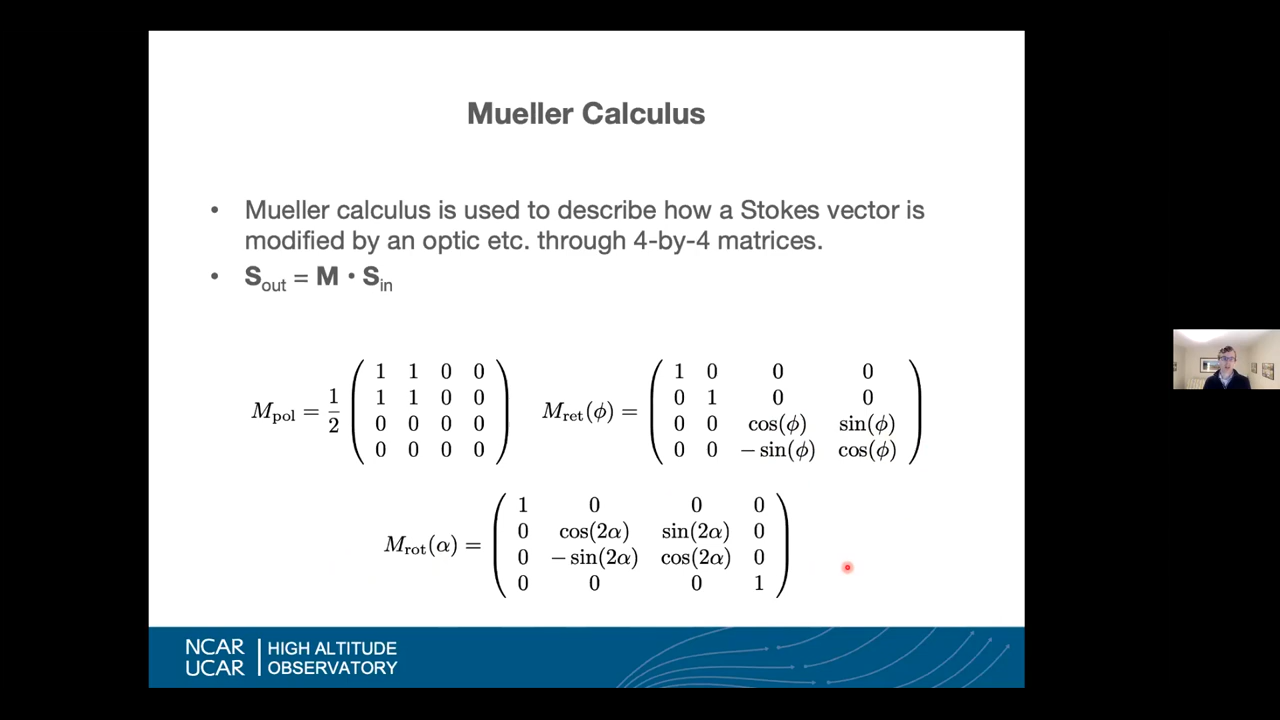 Mueller Calculus
• Mueller calculus is used to describe how a Stokes vector is
modified by an optic etc. through 4-by-4 matrices.
• S_out = M · S_in
M_pol = 1/2 ( 1 1 0 0 ; 1 1 0 0 ; 0 0 0 0 ; 0 0 0 0 )
M_ret(ϕ) = ( 1 0 0 0 ; 0 1 0 0 ; 0 0 cos(ϕ) sin(ϕ) ; 0 0 − sin(ϕ) cos(ϕ) )
M_rot(α) = ( 1 0 0 0 ; 0 cos(2α) sin(2α) 0 ; 0 − sin(2α) cos(2α) 0 ; 0 0 0 1 )
NCAR
UCAR
HIGH ALTITUDE
OBSERVATORY